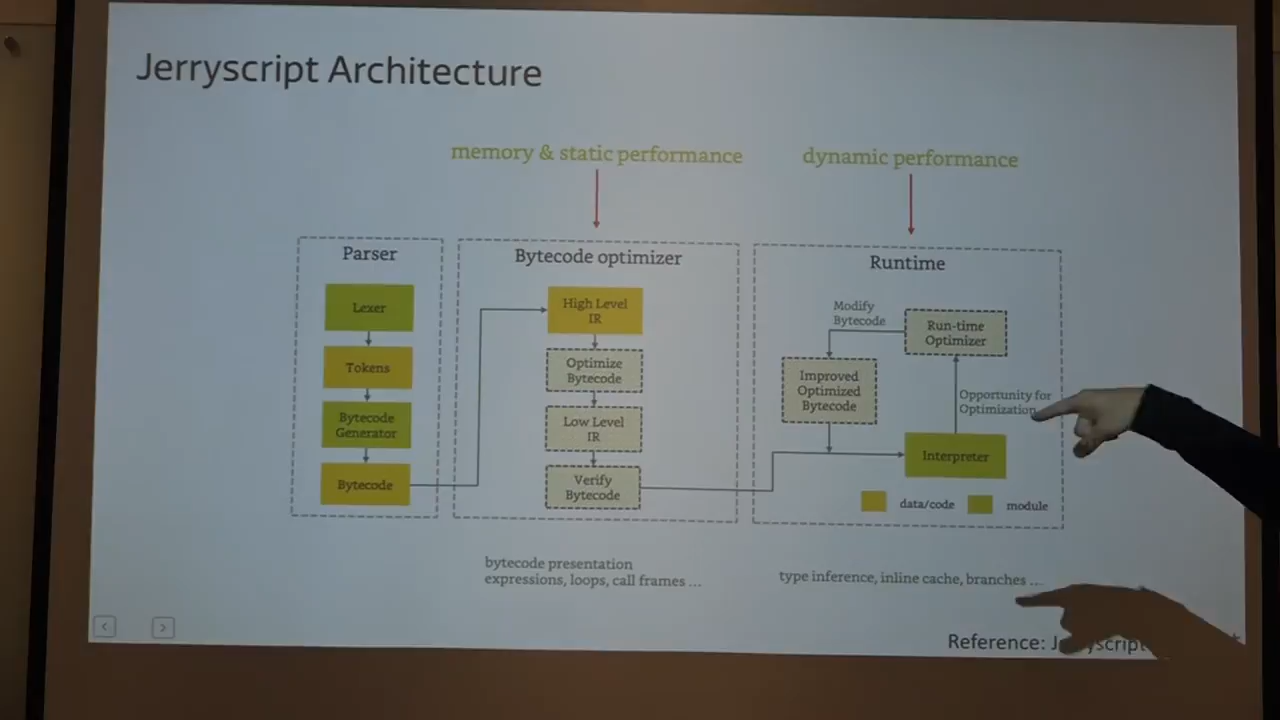 Jerryscript Architecture
memory & static performance
dynamic performance
Parser
Lexer
Tokens
Bytecode
Generator
Bytecode
Bytecode optimizer
High Level
IR
Optimize
Bytecode
Low Level
IR
Verify
Bytecode
Runtime
Modify
Bytecode
Run-time
Optimizer
Improved
Optimized
Bytecode
Opportunity for
Optimization
Interpreter
data/code
module
bytecode presentation
expressions, loops, call frames ...
type inference, inline cache, branches ...
Reference: